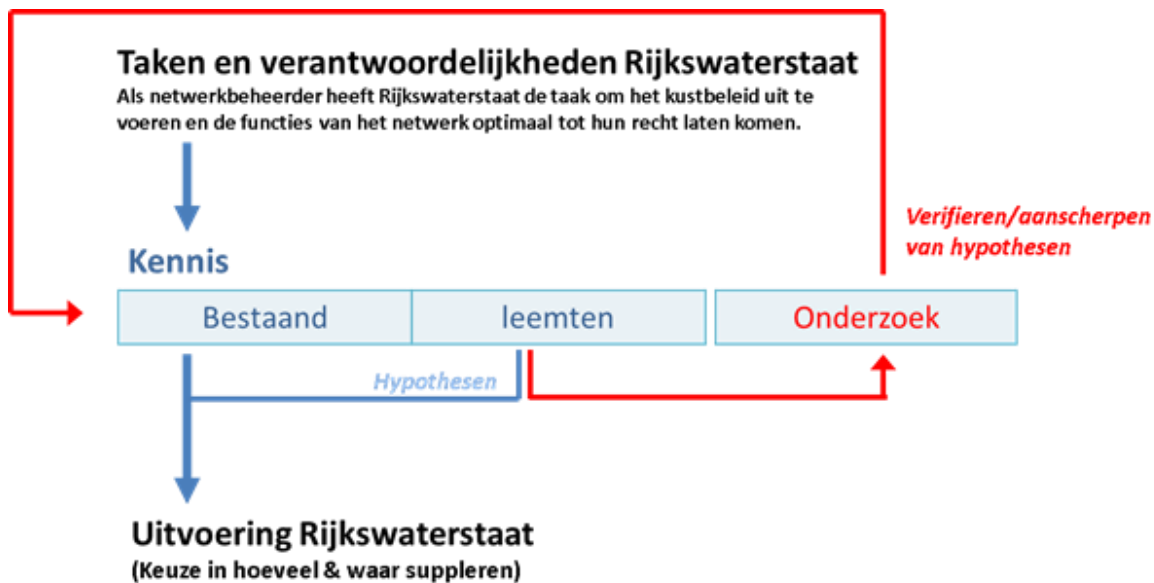 Taken en verantwoordelijkheden Rijkswaterstaat
Als netwerkbeheerder heeft Rijkswaterstaat de taak om het kustbeleid uit te
voeren en de functies van het netwerk optimaal tot hun recht laten komen.
Verifieren/aanscherpen
van hypothesen
Kennis
Bestaand
leemten
Onderzoek
Hypothesen
Uitvoering Rijkswaterstaat
(Keuze in hoeveel & waar suppleren)